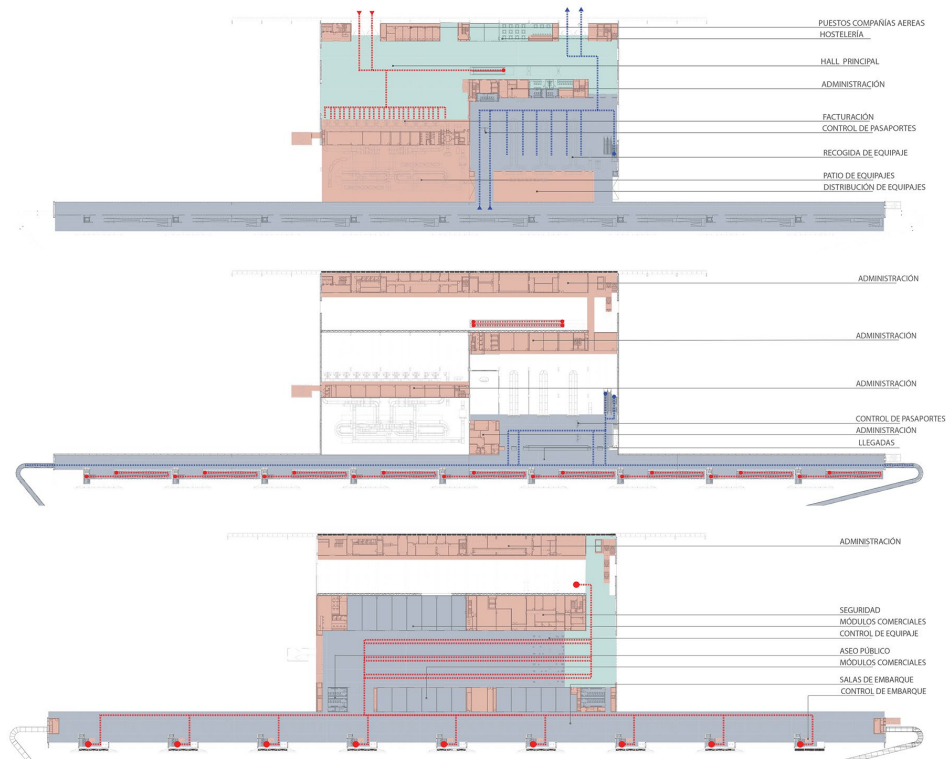 PUESTOS COMPAÑÍAS AEREAS
HOSTELERÍA
HALL PRINCIPAL
ADMINISTRACIÓN
FACTURACIÓN
CONTROL DE PASAPORTES
RECOGIDA DE EQUIPAJE
PATIO DE EQUIPAJES
DISTRIBUCIÓN DE EQUIPAJES
ADMINISTRACIÓN
ADMINISTRACIÓN
ADMINISTRACIÓN
CONTROL DE PASAPORTES
ADMINISTRACIÓN
LLEGADAS
ADMINISTRACIÓN
SEGURIDAD
MÓDULOS COMERCIALES
CONTROL DE EQUIPAJE
ASEO PÚBLICO
MÓDULOS COMERCIALES
SALAS DE EMBARQUE
CONTROL DE EMBARQUE